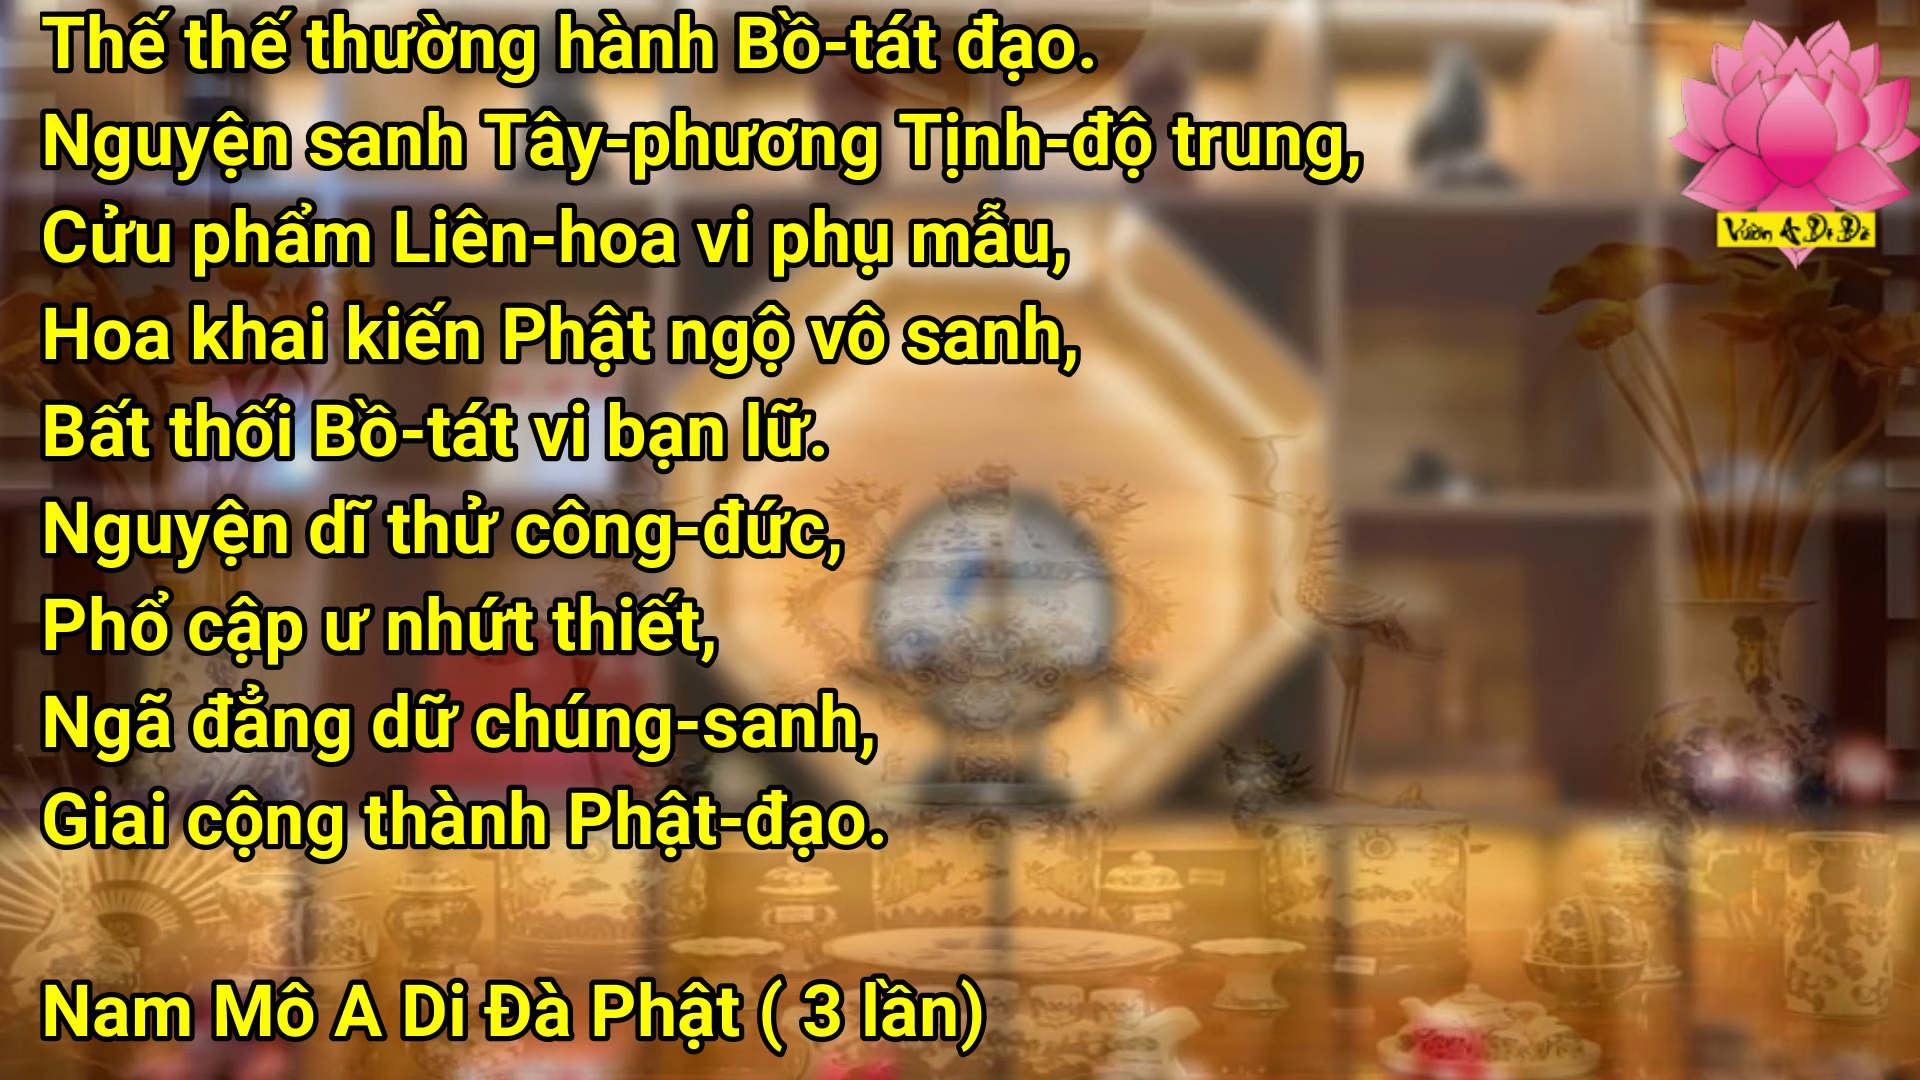 Thế thế thường hành Bồ-tát đạo.
Nguyện sanh Tây-phương Tịnh-độ trung,
Cửu phẩm Liên-hoa vi phụ mẫu,
Hoa khai kiến Phật ngộ vô sanh,
Bất thối Bồ-tát vi bạn lữ.
Nguyện dĩ thử công-đức,
Phổ cập ư nhứt thiết,
Ngã đẳng dữ chúng-sanh,
Giai cộng thành Phật-đạo.
Nam Mô A Di Đà Phật ( 3 lần)
Vườn A Di Đà